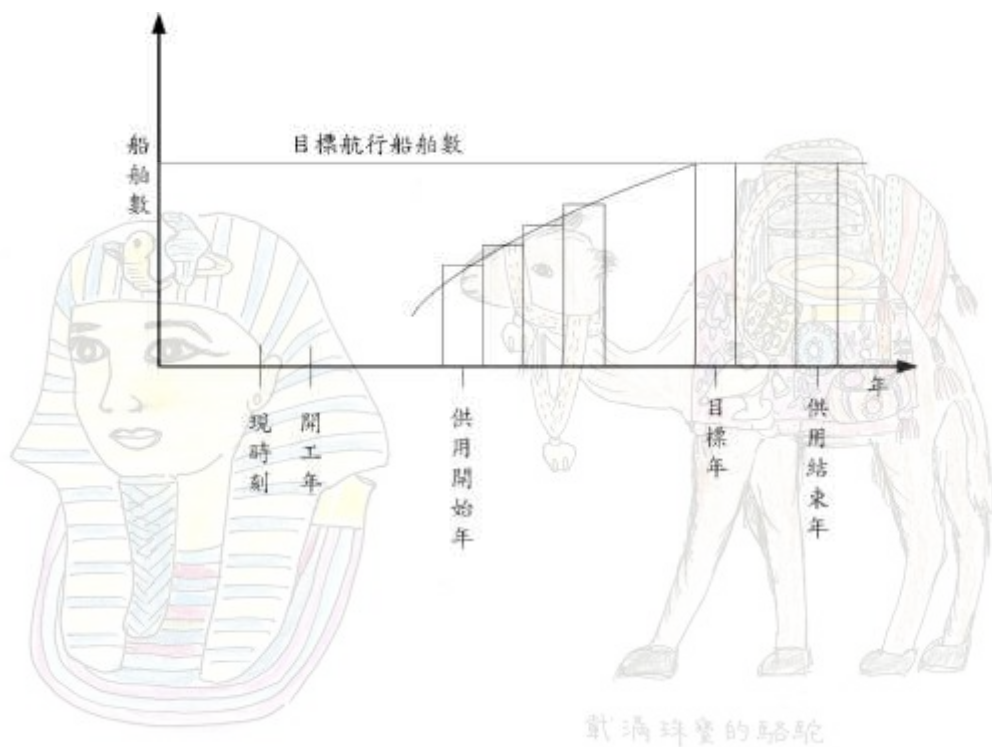 船舶數
目標航行船舶數
年
現時刻
開工年
供用開始年
目標年
供用結束年
載滿珠寶的駱駝